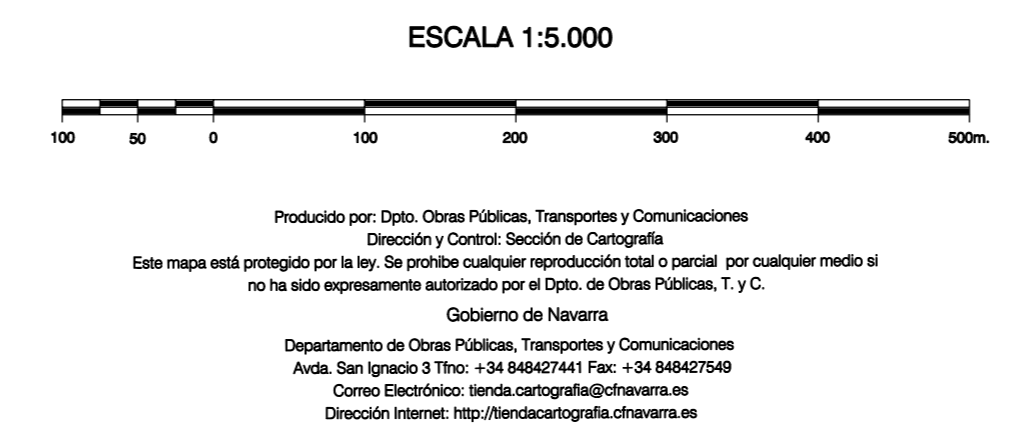 ESCALA 1:5.000
100 50 0 100 200 300 400 500m.
Producido por: Dpto. Obras Públicas, Transportes y Comunicaciones
Dirección y Control: Sección de Cartografía
Este mapa está protegido por la ley. Se prohibe cualquier reproducción total o parcial por cualquier medio si
no ha sido expresamente autorizado por el Dpto. de Obras Públicas, T. y C.
Gobierno de Navarra
Departamento de Obras Públicas, Transportes y Comunicaciones
Avda. San Ignacio 3 Tfno: +34 848427441 Fax: +34 848427549
Correo Electrónico: tienda.cartografia@cfnavarra.es
Dirección Internet: http://tiendacartografia.cfnavarra.es